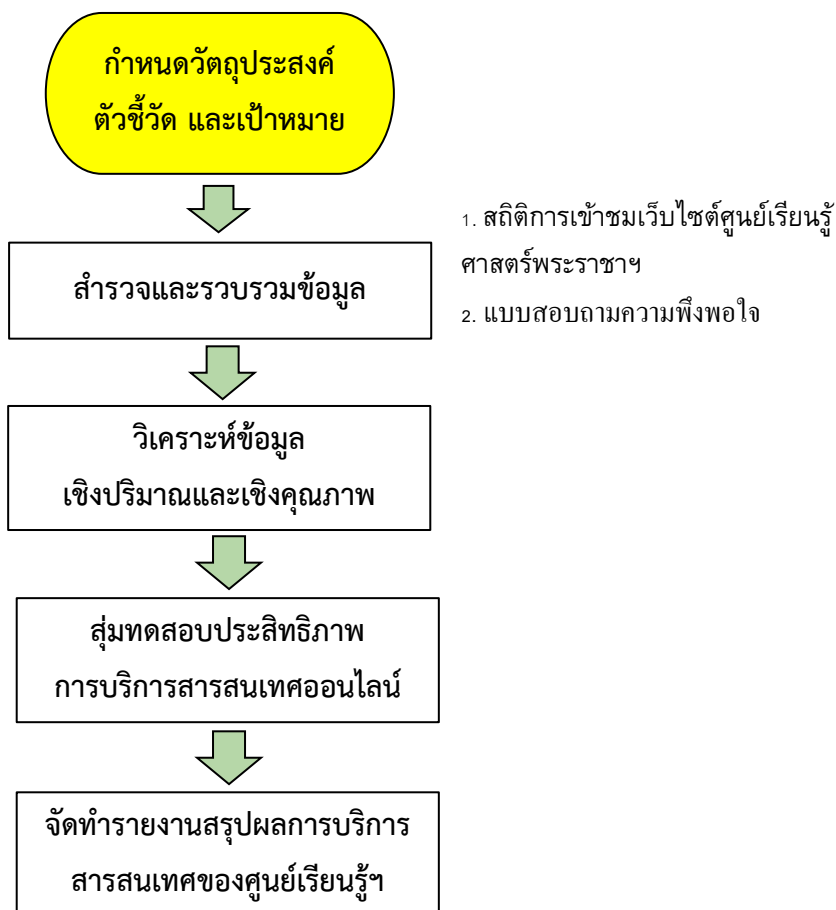 กำหนดวัตถุประสงค์
ตัวชี้วัด และเป้าหมาย
สำรวจและรวบรวมข้อมูล
1. สถิติการเข้าชมเว็บไซต์ศูนย์เรียนรู้
ศาสตร์พระราชาฯ
2. แบบสอบถามความพึงพอใจ
วิเคราะห์ข้อมูล
เชิงปริมาณและเชิงคุณภาพ
สุ่มทดสอบประสิทธิภาพ
การบริการสารสนเทศออนไลน์
จัดทำรายงานสรุปผลการบริการ
สารสนเทศของศูนย์เรียนรู้ฯ